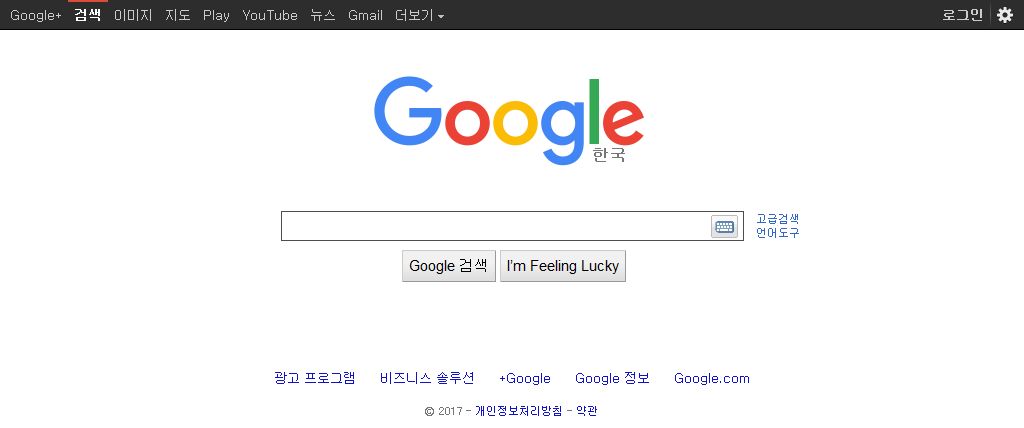 Google+ 검색 이미지 지도 Play YouTube 뉴스 Gmail 더보기 로그인
Google
한국
고급검색
언어도구
Google 검색 I'm Feeling Lucky
광고 프로그램 비즈니스 솔루션 +Google Google 정보 Google.com
© 2017 - 개인정보처리방침 - 약관